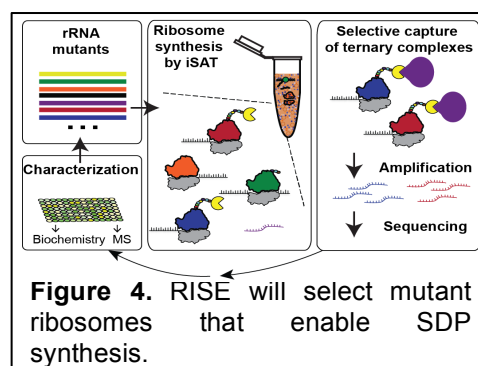 rRNA
mutants
Characterization
Biochemistry MS
Ribosome
synthesis
by iSAT
Selective capture
of ternary complexes
Amplification
Sequencing
Figure 4. RISE will select mutant
ribosomes that enable SDP
synthesis.